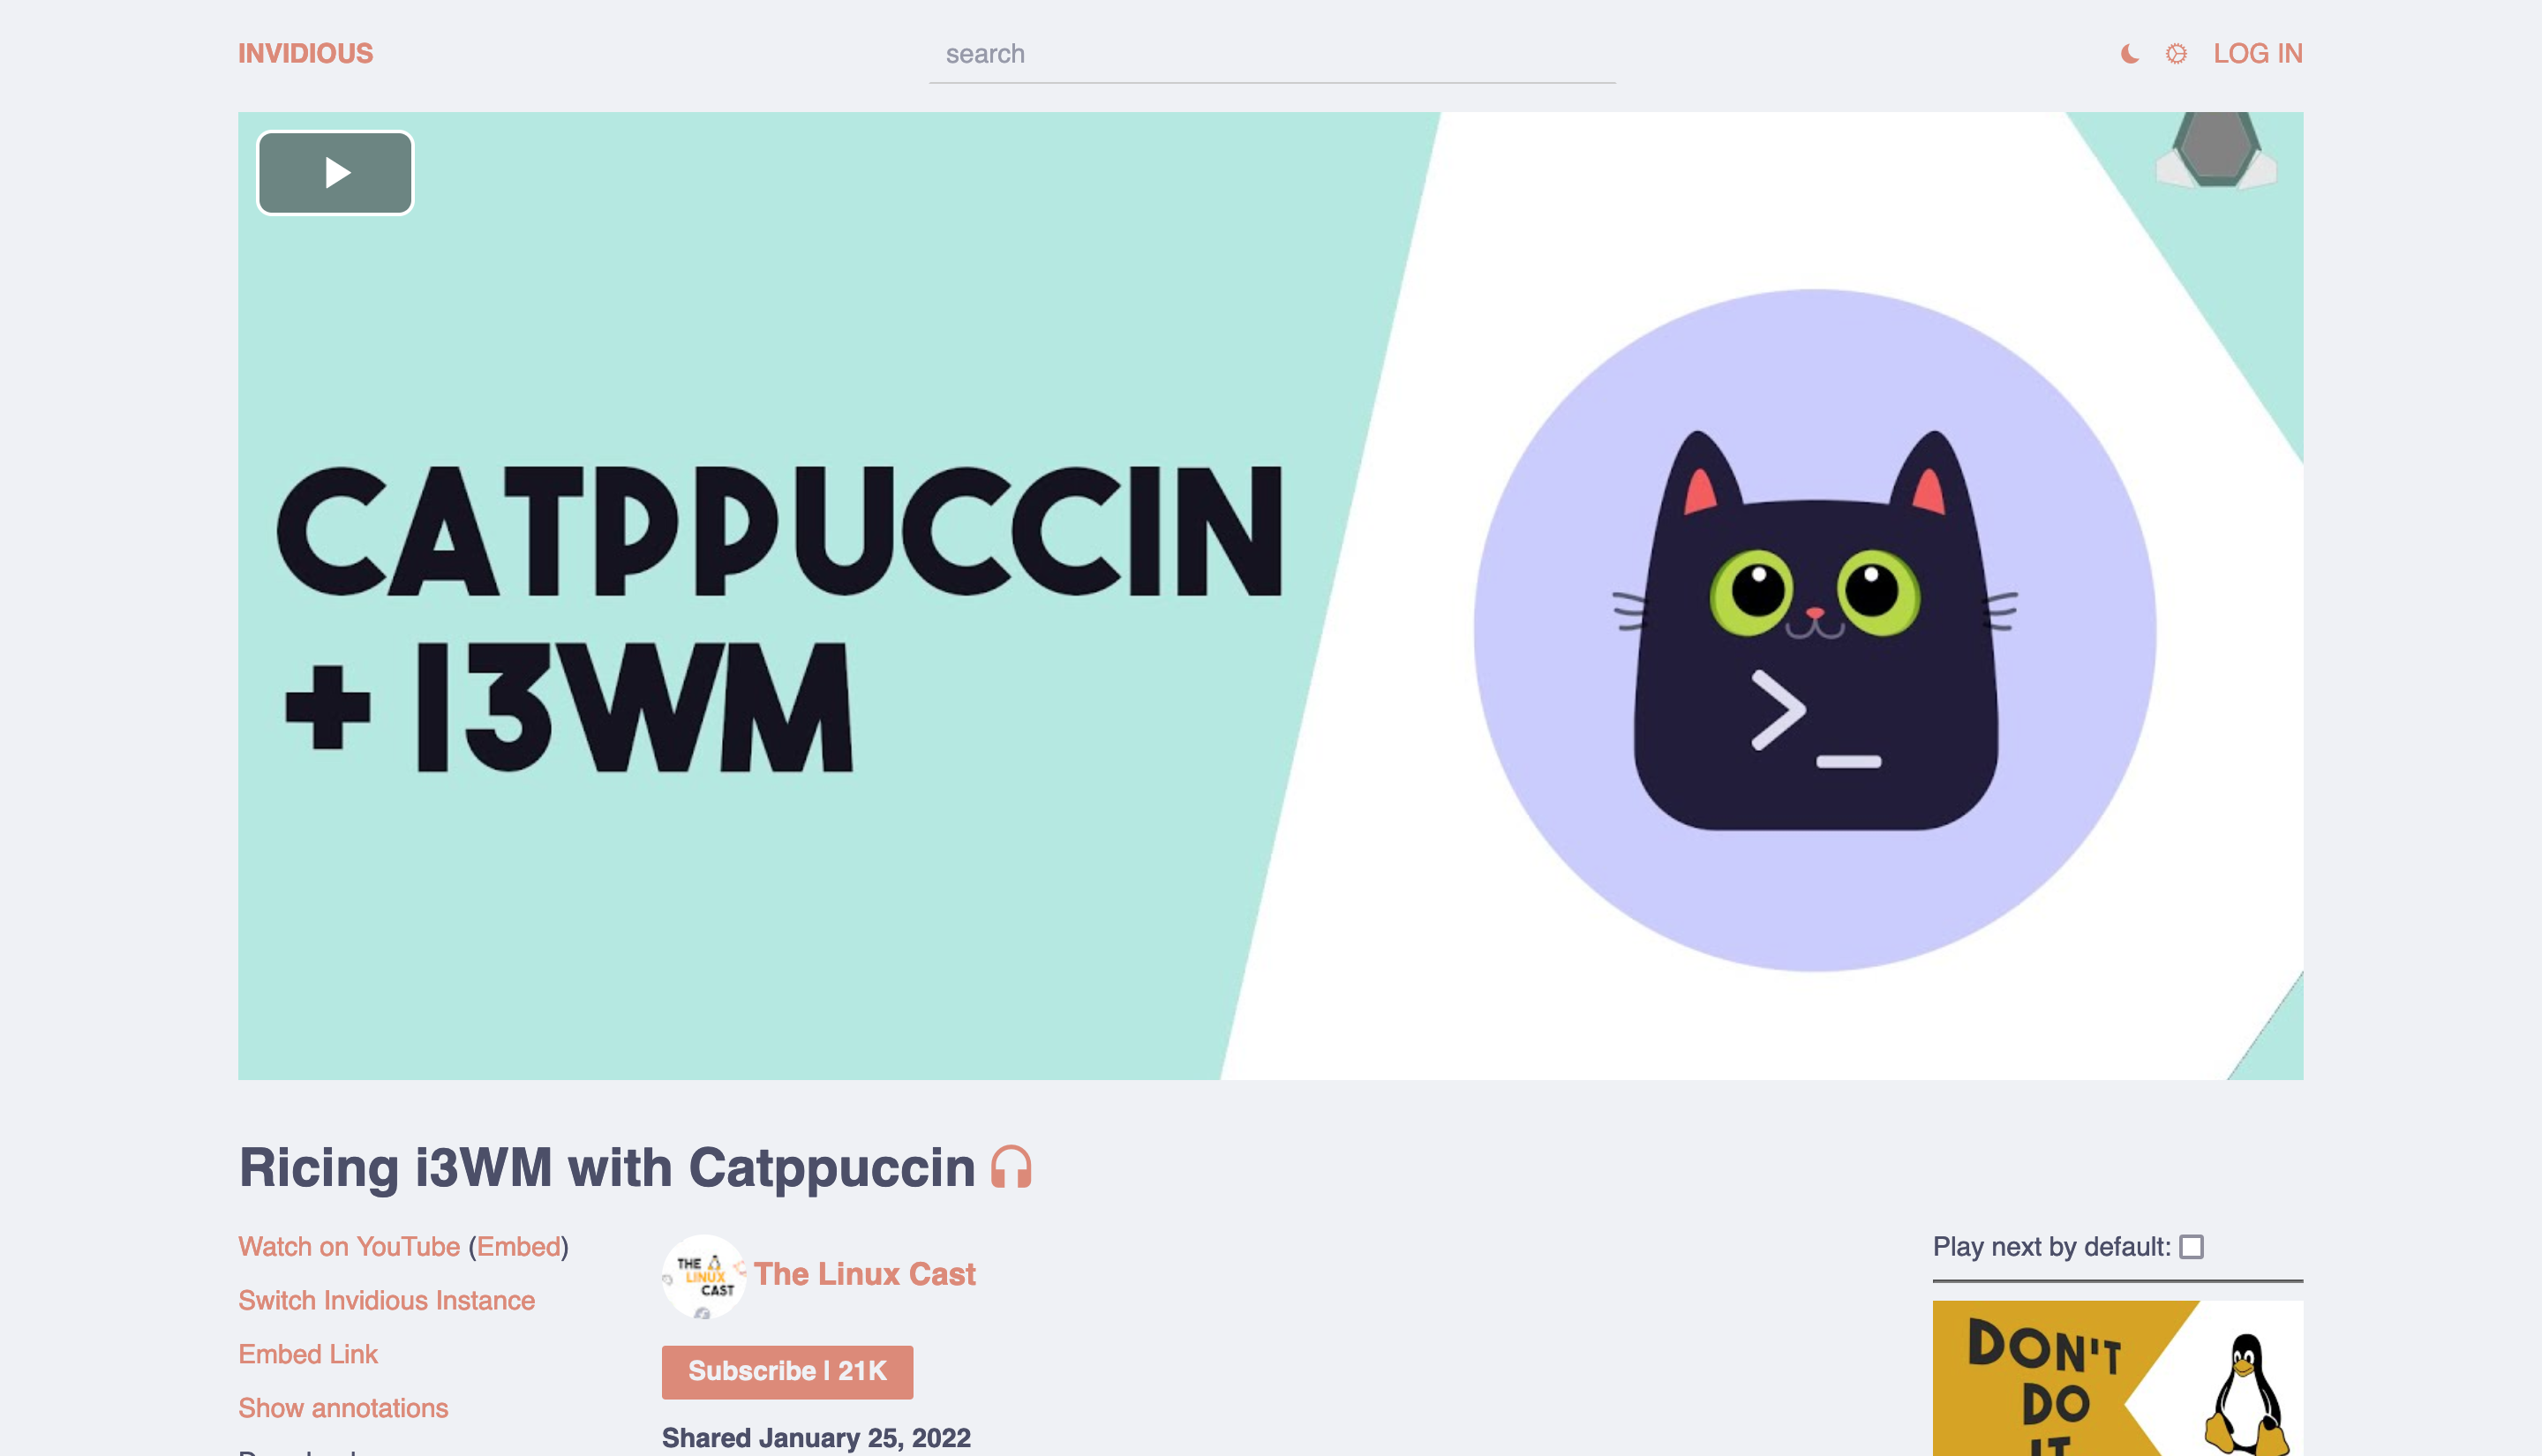 INVIDIOUS
search
LOG IN
CATPPUCCIN
+ I3WM
>_
Ricing i3WM with Catppuccin
Watch on YouTube (Embed)
Switch Invidious Instance
Embed Link
Show annotations
THE
LINUX
CAST
The Linux Cast
Subscribe | 21K
Shared January 25, 2022
Play next by default:
DON'T
DO
IT